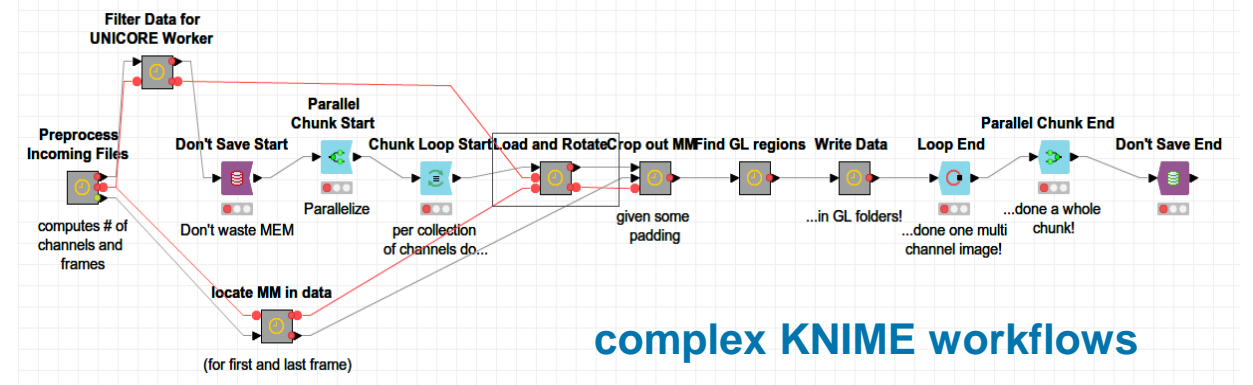 Filter Data for
UNICORE Worker
Preprocess
Incoming Files
computes # of
channels and
frames
Don't Save Start
Don't waste MEM
Parallel
Chunk Start
Parallelize
Chunk Loop Start
per collection
of channels do...
Load and Rotate
Crop out MM
given some
padding
Find GL regions
Write Data
...in GL folders!
Loop End
...done one multi
channel image!
Parallel Chunk End
...done a whole
chunk!
Don't Save End
locate MM in data
(for first and last frame)
complex KNIME workflows